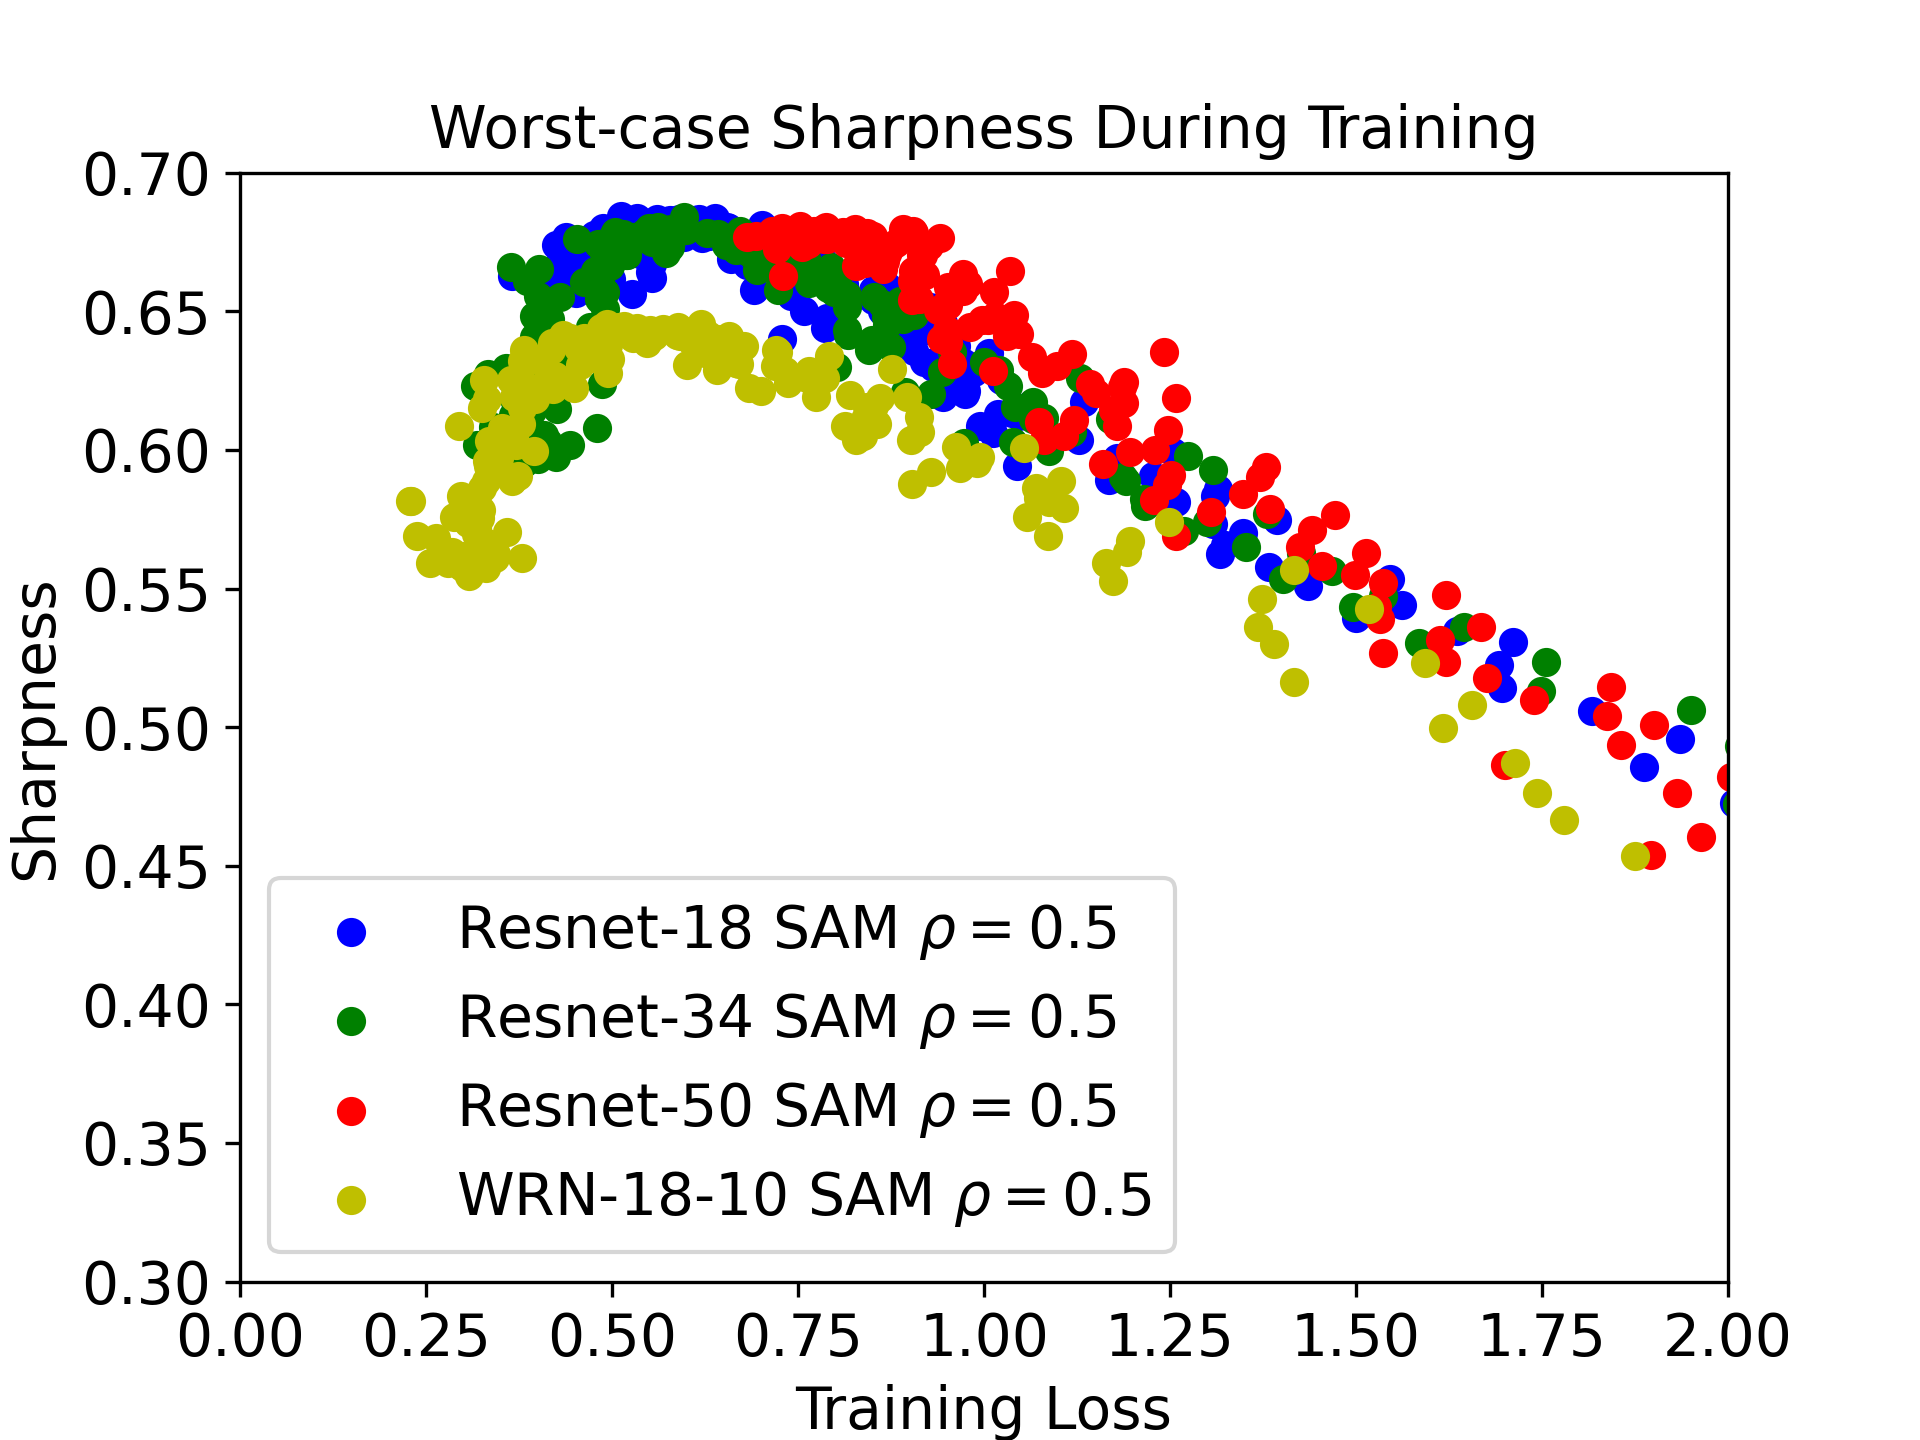 Worst-case Sharpness During Training
0.70
0.65
0.60
0.55
0.50
0.45
0.40
0.35
0.30
Sharpness
Resnet-18 SAM ρ = 0.5
Resnet-34 SAM ρ = 0.5
Resnet-50 SAM ρ = 0.5
WRN-18-10 SAM ρ = 0.5
0.00 0.25 0.50 0.75 1.00 1.25 1.50 1.75 2.00
Training Loss